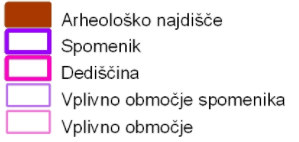 Arheološko najdišče
Spomenik
Dediščina
Vplivno območje spomenika
Vplivno območje